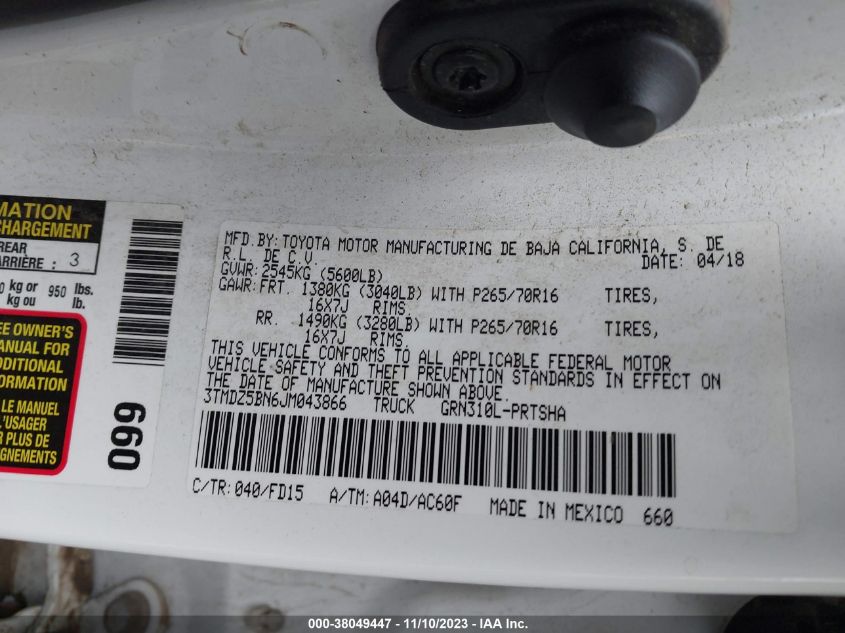 MATION
CHARGEMENT
REAR
ARRIÈRE : 3
kg or 950 lbs.
kg ou lb.
EE OWNER'S
MANUAL FOR
DDITIONAL
FORMATION
LE MANUEL
L'USAGER
R PLUS DE
GNEMENTS
099
MFD.BY:TOYOTA MOTOR MANUFACTURING DE BAJA CALIFORNIA, S. DE
R.L. DE C.V. DATE: 04/18
GVWR:2545KG (5600LB)
GAWR:FRT. 1380KG (3040LB) WITH P265/70R16 TIRES,
16X7J RIMS,
RR. 1490KG (3280LB) WITH P265/70R16 TIRES,
16X7J RIMS.
THIS VEHICLE CONFORMS TO ALL APPLICABLE FEDERAL MOTOR
VEHICLE SAFETY AND THEFT PREVENTION STANDARDS IN EFFECT ON
THE DATE OF MANUFACTURE SHOWN ABOVE.
3TMDZ5BN6JM043866 TRUCK GRN310L-PRTSHA
C/TR:040/FD15 A/TM:A04D/AC60F MADE IN MEXICO 660
000-38049447 - 11/10/2023 - IAA Inc.